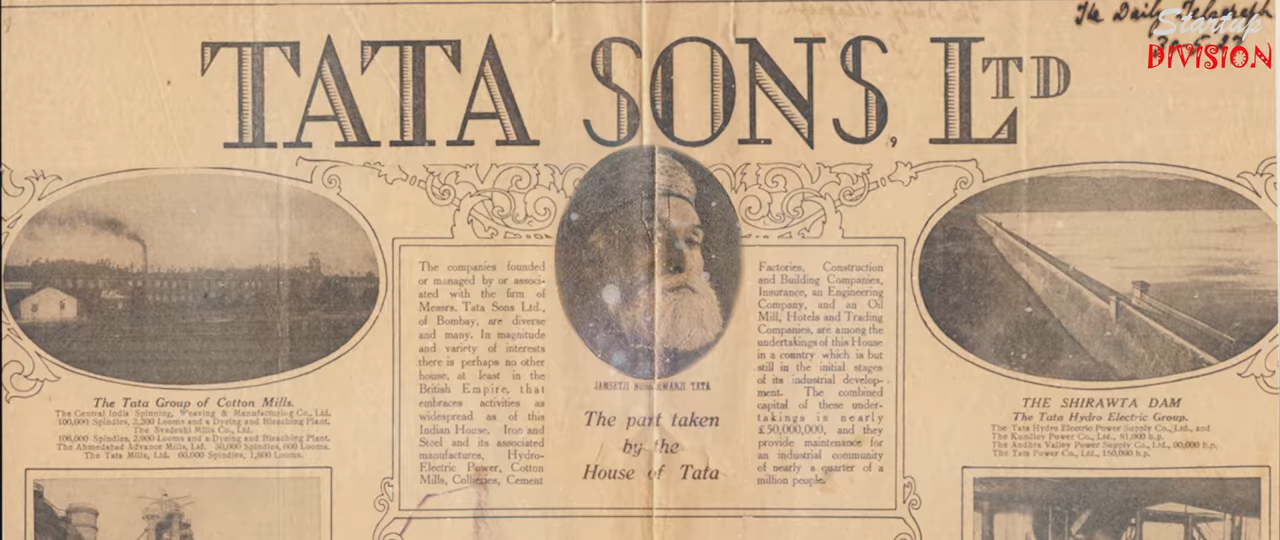 The Daily Telegraph
Startup
DIVISION
TATA SONS, LTD
The companies founded
or managed by or associ-
ated with the firm of
Messrs. Tata Sons Ltd.,
of Bombay, are diverse
and many. In magnitude
and variety of interests
there is perhaps no other
house, at least in the
British Empire, that
embraces activities as
widespread as of this
Indian House. Iron and
Steel and its associated
manufactures, Hydro-
Electric Power, Cotton
Mills, Collieries, Cement
JAMSETJI NUSSERWANJI TATA
The part taken
by the
House of Tata
Factories, Construction
and Building Companies,
Insurance, an Engineering
Company, and an Oil
Mill, Hotels and Trading
Companies, are among the
undertakings of this House
in a country which is but
still in the initial stages
of its industrial develop-
ment. The combined
capital of these under-
takings is nearly
£50,000,000, and they
provide maintenance for
an industrial community
of nearly a quarter of a
million people.
The Tata Group of Cotton Mills.
The Central India Spinning, Weaving & Manufacturing Co., Ltd.
100,000 Spindles, 2,200 Looms and a Dyeing and Bleaching Plant.
The Svadeshi Mills Co., Ltd.
Spindles, 2,900 Looms and a Dyeing and Bleaching Plant.
The Ahmedabad Advance Mills, Ltd. Spindles, Looms.
The Tata Mills, Ltd. 60,000 Spindles, 1,800 Looms.
THE SHIRAWTA DAM
The Tata Hydro Electric Group.
The Tata Hydro Electric Power Supply Co., Ltd., and
The Kundley Power Co., Ltd., h.p.
The Andhra Valley Power Supply Co., Ltd., h.p.
The Tata Power Co., Ltd., 150,000 h.p.